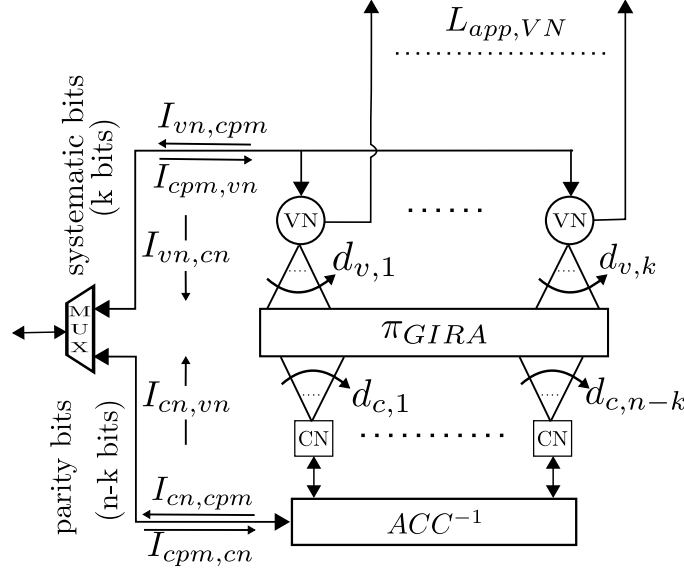 L_{app,VN}
systematic bits
(k bits)
I_{vn,cpm}
I_{cpm,vn}
VN
VN
I_{vn,cn}
d_{v,1}
d_{v,k}
MUX
π_{GIRA}
I_{cn,vn}
d_{c,1}
d_{c,n−k}
parity bits
(n-k bits)
CN
CN
I_{cn,cpm}
I_{cpm,cn}
ACC^{−1}